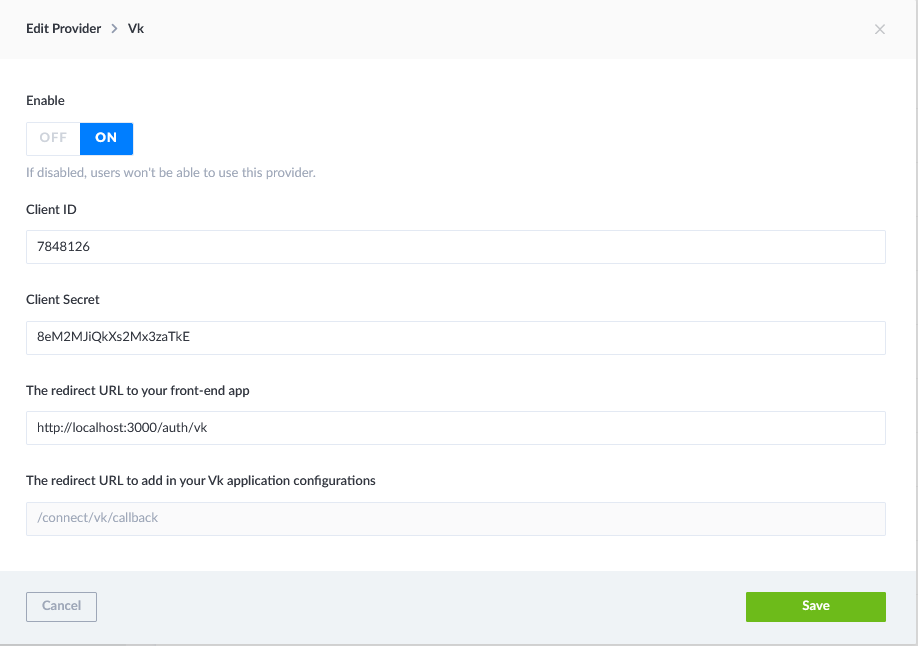 Edit Provider > Vk
Enable
OFF ON
If disabled, users won't be able to use this provider.
Client ID
7848126
Client Secret
8eM2MJiQkXs2Mx3zaTkE
The redirect URL to your front-end app
http://localhost:3000/auth/vk
The redirect URL to add in your Vk application configurations
/connect/vk/callback
Cancel Save